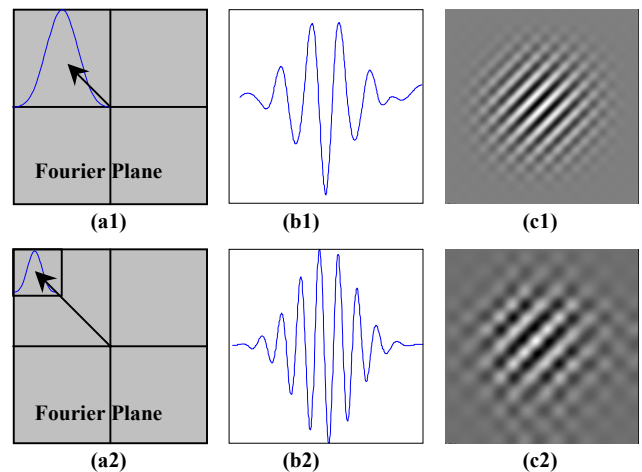 Fourier Plane
(a1) (b1) (c1)
Fourier Plane
(a2) (b2) (c2)